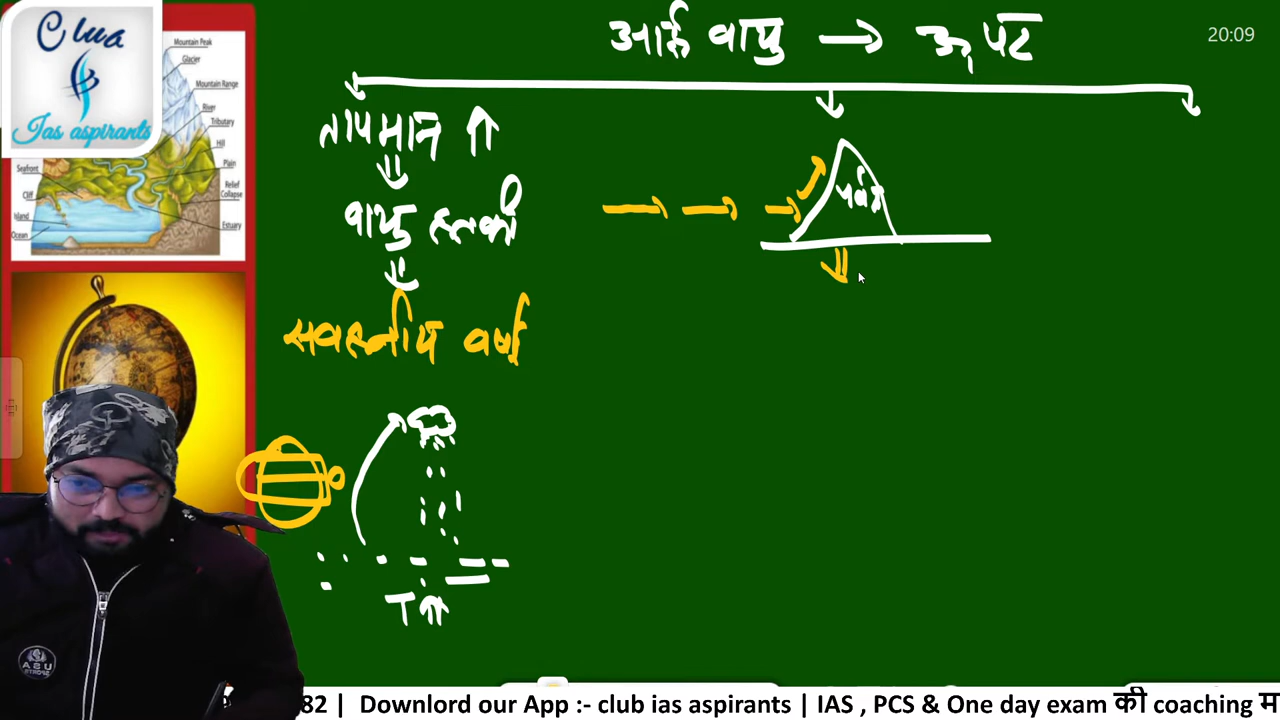 Clua
Ias aspirants
Mountain Peak
Glacier
Mountain Range
River
Tributary
Hill
Plain
Seafront
Cliff
Relief
Collapse
Island
Estuary
Ocean
आर्द्र वायु → ऊपर
20:09
तापमान ↑
वायु हल्की
संवहनीय वर्षा
पर्वत
T⇑
USA
82 | Downlord our App :- club ias aspirants | IAS , PCS & One day exam की coaching म